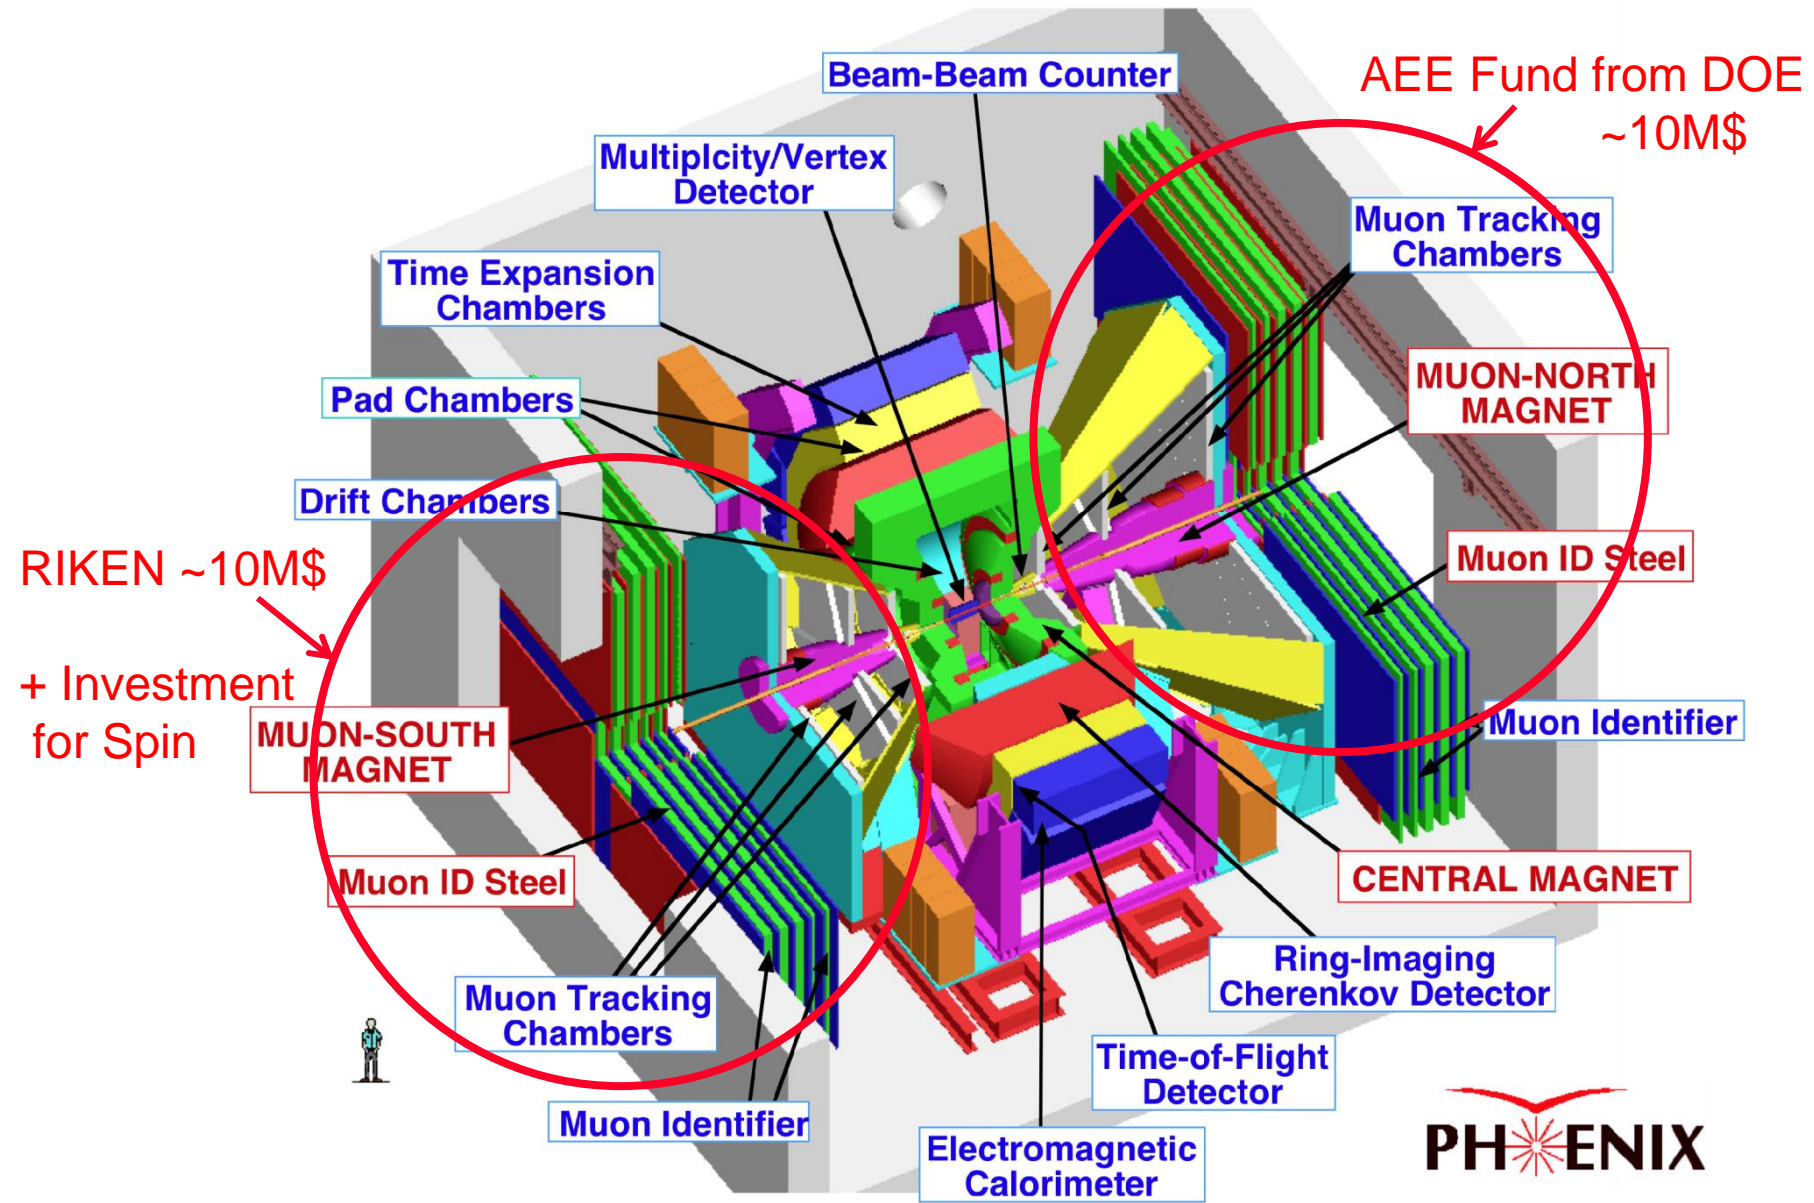 Beam-Beam Counter
AEE Fund from DOE
~10M$
Multiplcity/Vertex
Detector
Muon Tracking
Chambers
Time Expansion
Chambers
Pad Chambers
MUON-NORTH
MAGNET
Drift Chambers
Muon ID Steel
RIKEN ~10M$
+ Investment
for Spin
MUON-SOUTH
MAGNET
Muon Identifier
Muon ID Steel
CENTRAL MAGNET
Ring-Imaging
Cherenkov Detector
Muon Tracking
Chambers
Time-of-Flight
Detector
Muon Identifier
Electromagnetic
Calorimeter
PHENIX